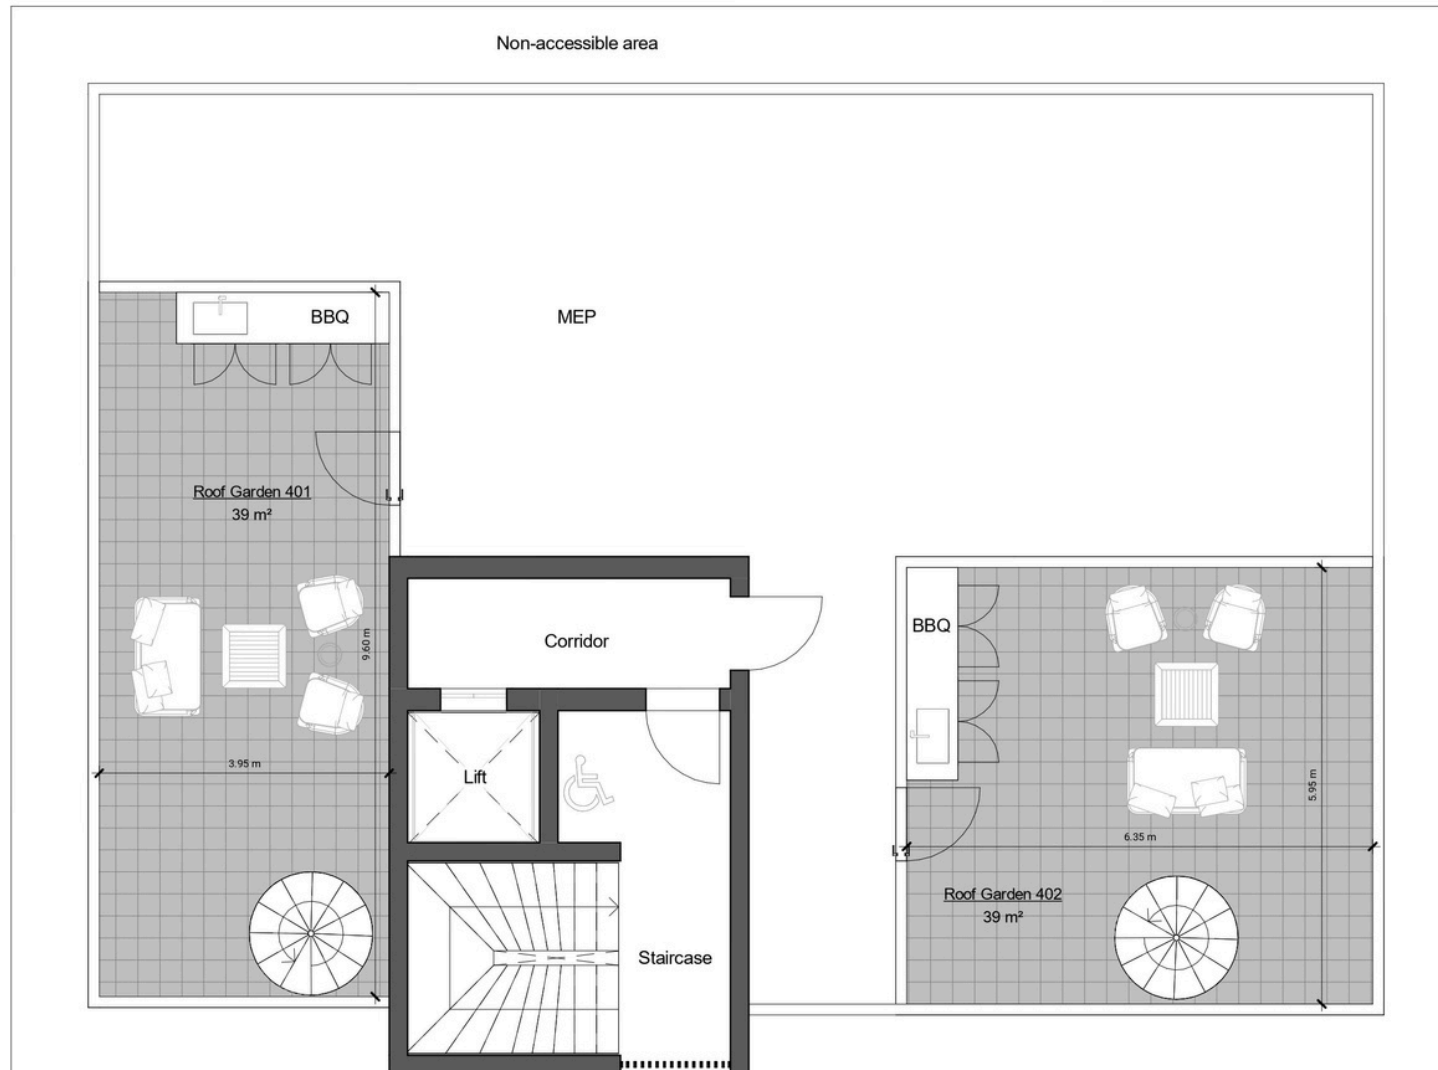 Non-accessible area
BBQ
MEP
Roof Garden 401
39 m²
9.60 m
3.95 m
Corridor
Lift
Staircase
BBQ
5.95 m
6.35 m
Roof Garden 402
39 m²